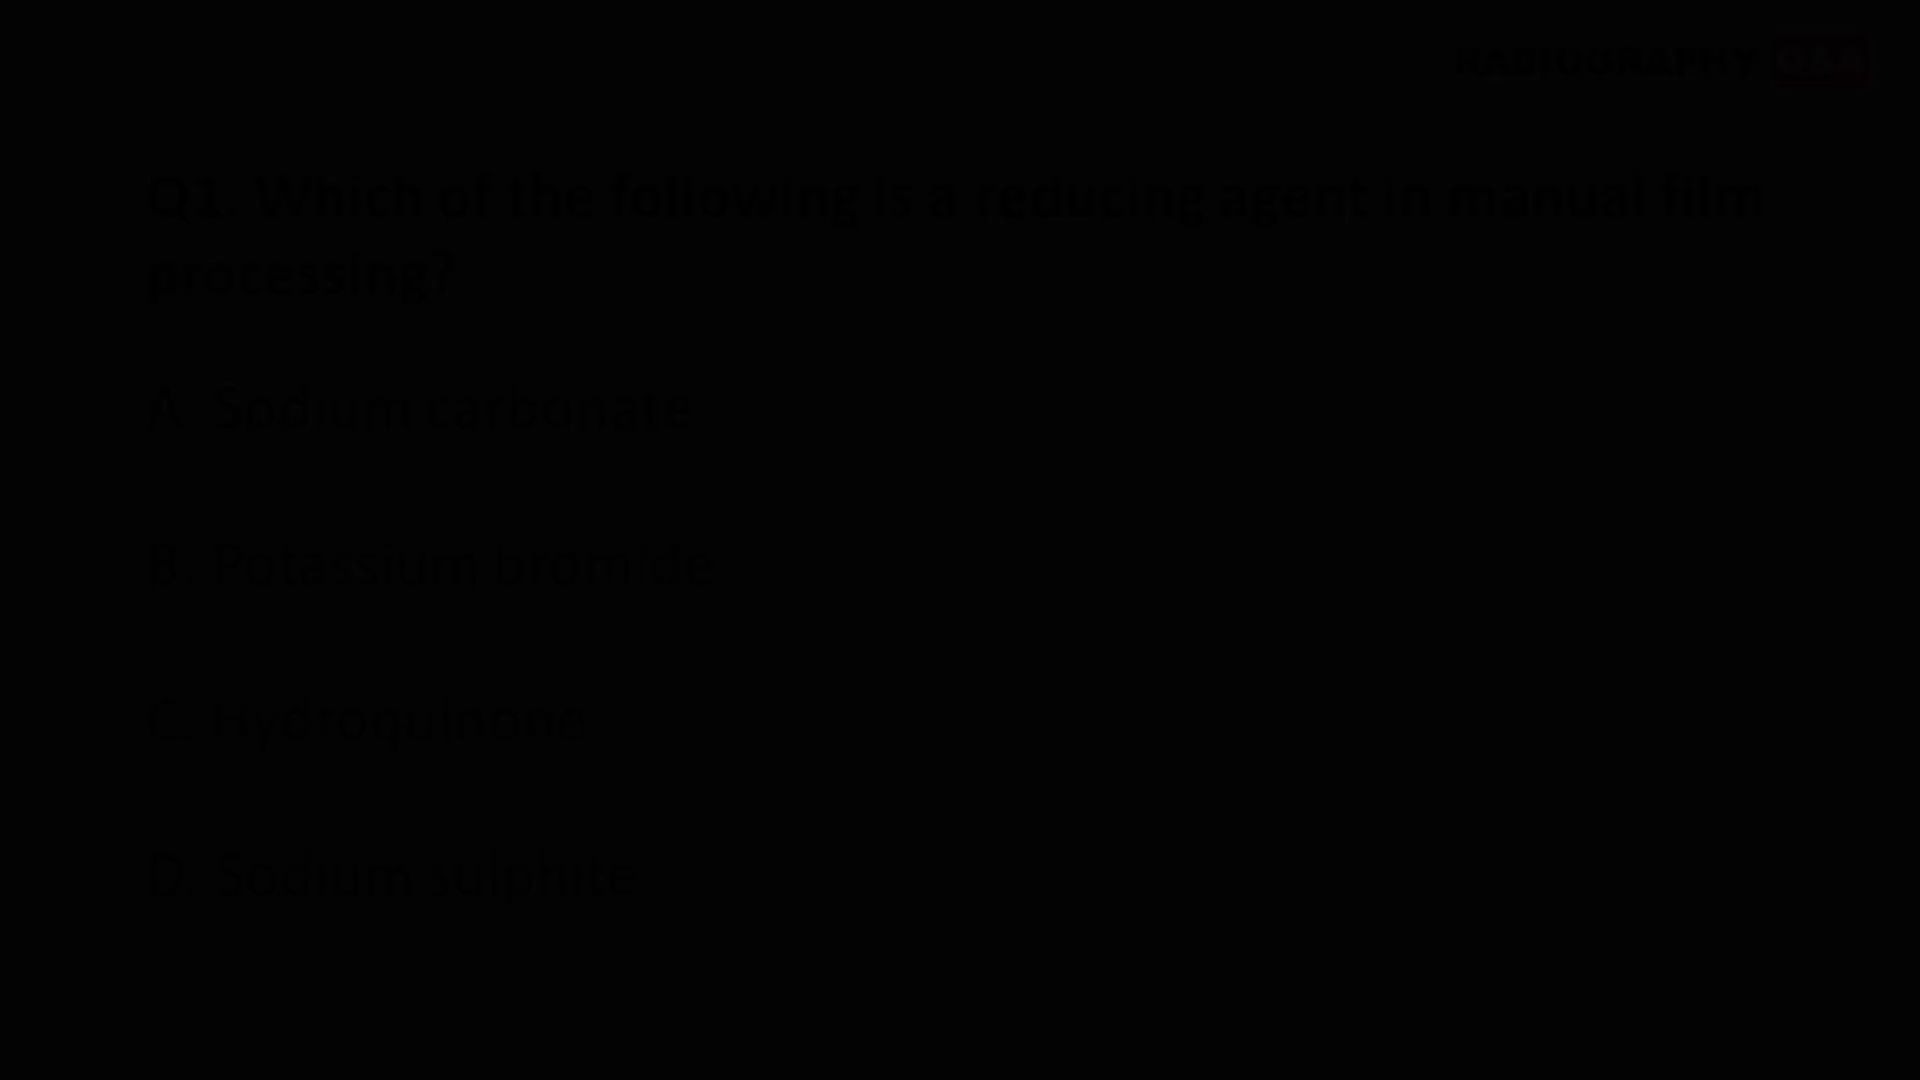 RADIOGRAPHY Q&A
Q1. Which of the following is a reducing agent in manual film
processing?
A. Sodium carbonate
B. Potassium bromide
C. Hydroquinone
D. Sodium sulphite